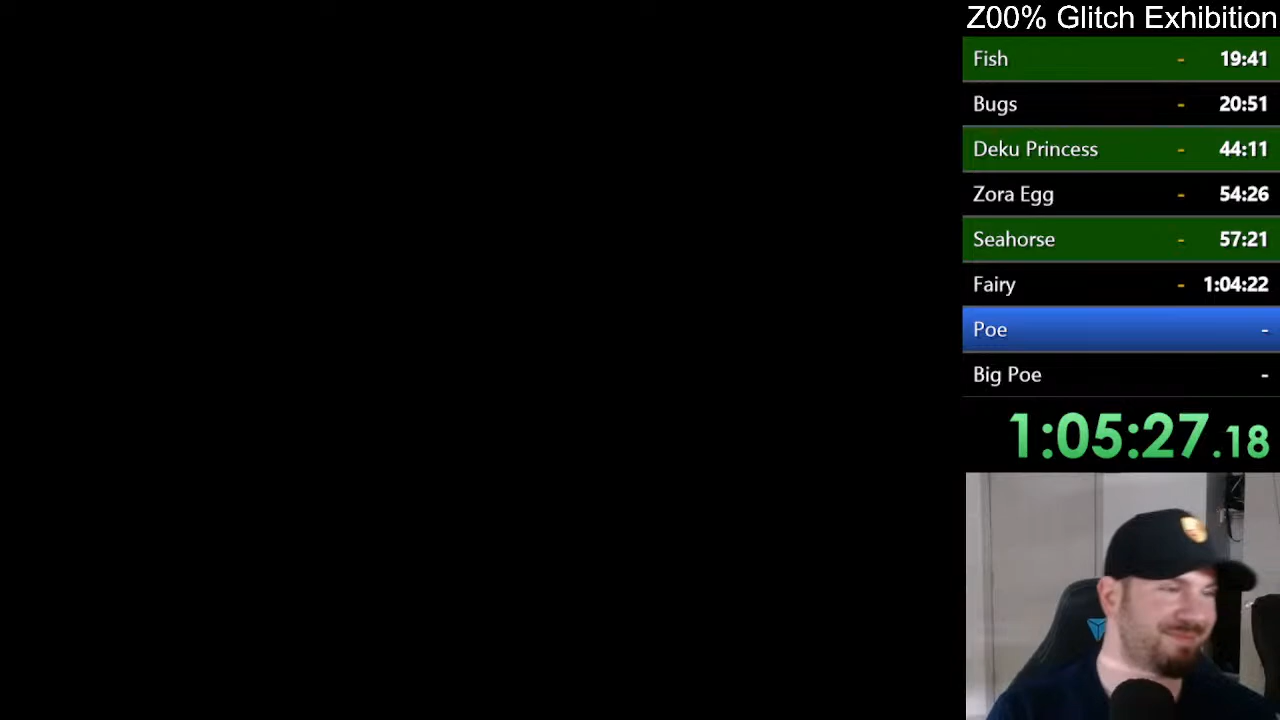 Z00% Glitch Exhibition
Fish - 19:41
Bugs - 20:51
Deku Princess - 44:11
Zora Egg - 54:26
Seahorse - 57:21
Fairy - 1:04:22
Poe -
Big Poe -
1:05:27.18